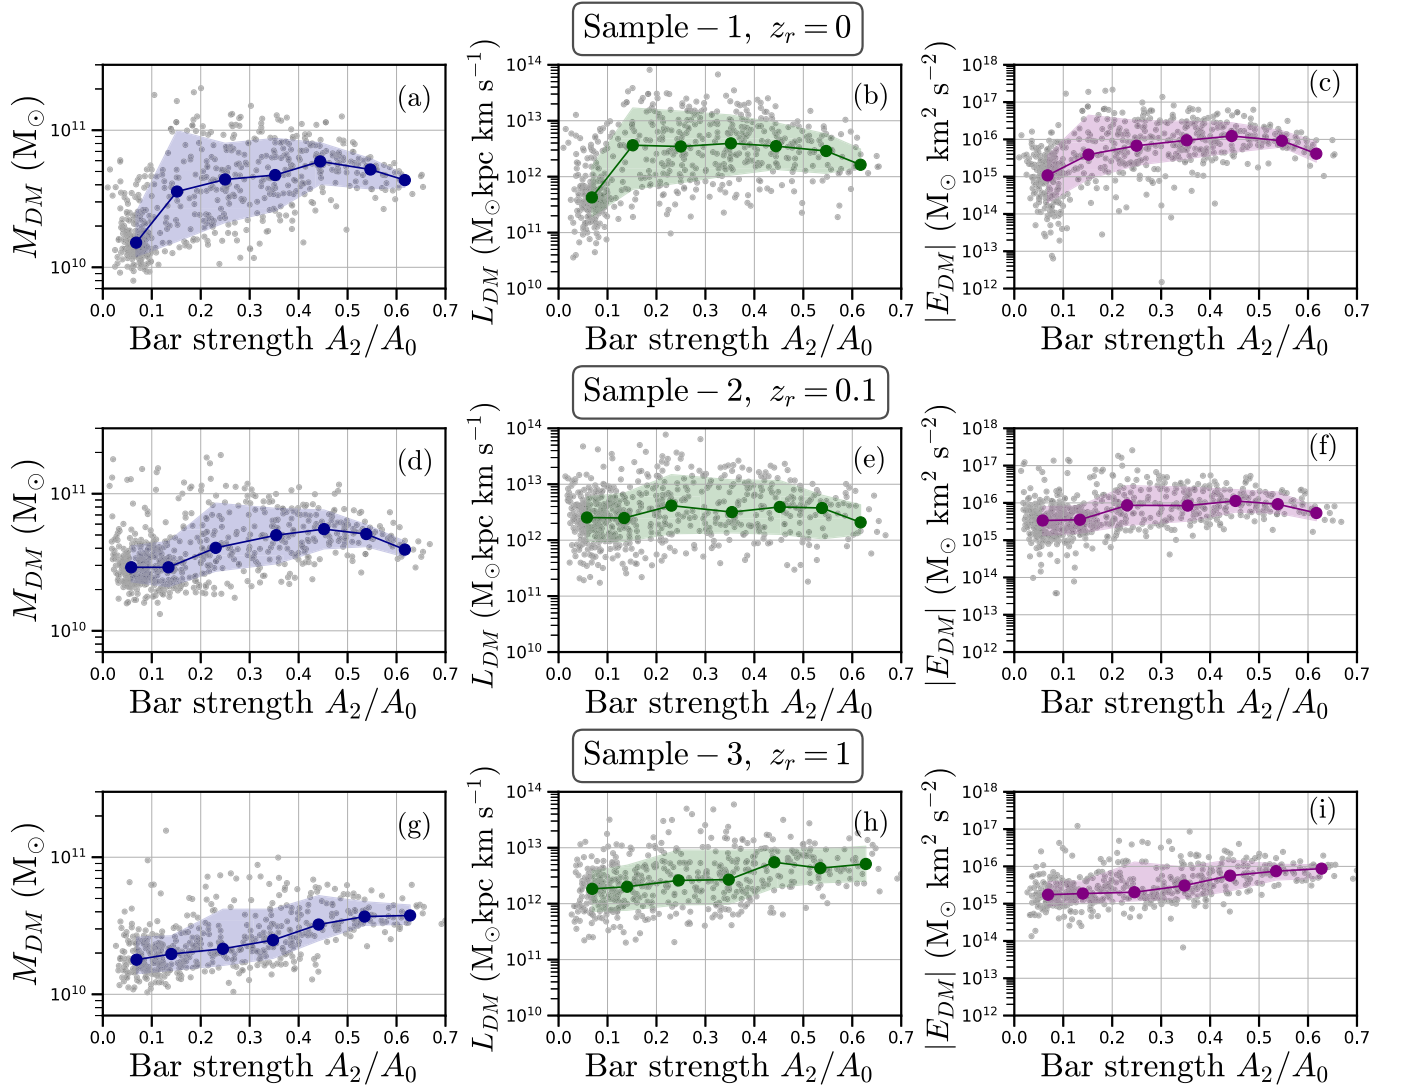 Sample − 1, z_r = 0
M_DM (M_⊙)
10^11
10^10
(a)
0.0 0.1 0.2 0.3 0.4 0.5 0.6 0.7
Bar strength A_2/A_0
L_DM (M_⊙kpc km s^−1)
10^14
10^13
10^12
10^11
10^10
(b)
0.0 0.1 0.2 0.3 0.4 0.5 0.6 0.7
Bar strength A_2/A_0
|E_DM| (M_⊙ km^2 s^−2)
10^18
10^17
10^16
10^15
10^14
10^13
10^12
(c)
0.0 0.1 0.2 0.3 0.4 0.5 0.6 0.7
Bar strength A_2/A_0
Sample − 2, z_r = 0.1
M_DM (M_⊙)
10^11
10^10
(d)
0.0 0.1 0.2 0.3 0.4 0.5 0.6 0.7
Bar strength A_2/A_0
L_DM (M_⊙kpc km s^−1)
10^14
10^13
10^12
10^11
10^10
(e)
0.0 0.1 0.2 0.3 0.4 0.5 0.6 0.7
Bar strength A_2/A_0
|E_DM| (M_⊙ km^2 s^−2)
10^18
10^17
10^16
10^15
10^14
10^13
10^12
(f)
0.0 0.1 0.2 0.3 0.4 0.5 0.6 0.7
Bar strength A_2/A_0
Sample − 3, z_r = 1
M_DM (M_⊙)
10^11
10^10
(g)
0.0 0.1 0.2 0.3 0.4 0.5 0.6 0.7
Bar strength A_2/A_0
L_DM (M_⊙kpc km s^−1)
10^14
10^13
10^12
10^11
10^10
(h)
0.0 0.1 0.2 0.3 0.4 0.5 0.6 0.7
Bar strength A_2/A_0
|E_DM| (M_⊙ km^2 s^−2)
10^18
10^17
10^16
10^15
10^14
10^13
10^12
(i)
0.0 0.1 0.2 0.3 0.4 0.5 0.6 0.7
Bar strength A_2/A_0